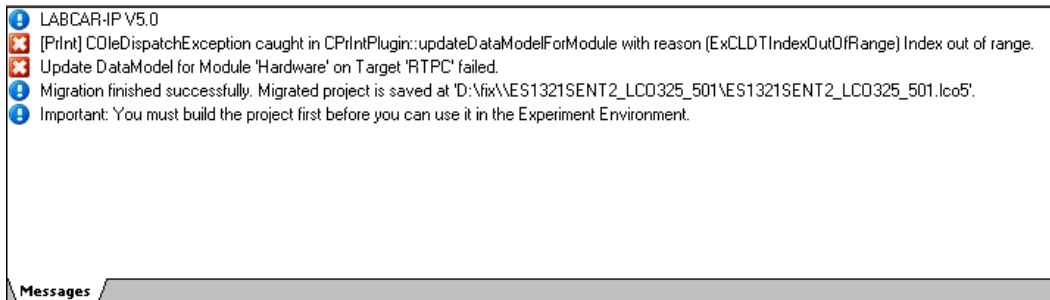 LABCAR-IP V5.0
[PrInt] COleDispatchException caught in CPrIntPlugin::updateDataModelForModule with reason (ExCLDTIndexOutOfRange) Index out of range.
Update DataModel for Module 'Hardware' on Target 'RTPC' failed.
Migration finished successfully. Migrated project is saved at 'D:\fix\\ES1321SENT2_LCO325_501\ES1321SENT2_LCO325_501.lco5'.
Important: You must build the project first before you can use it in the Experiment Environment.
Messages